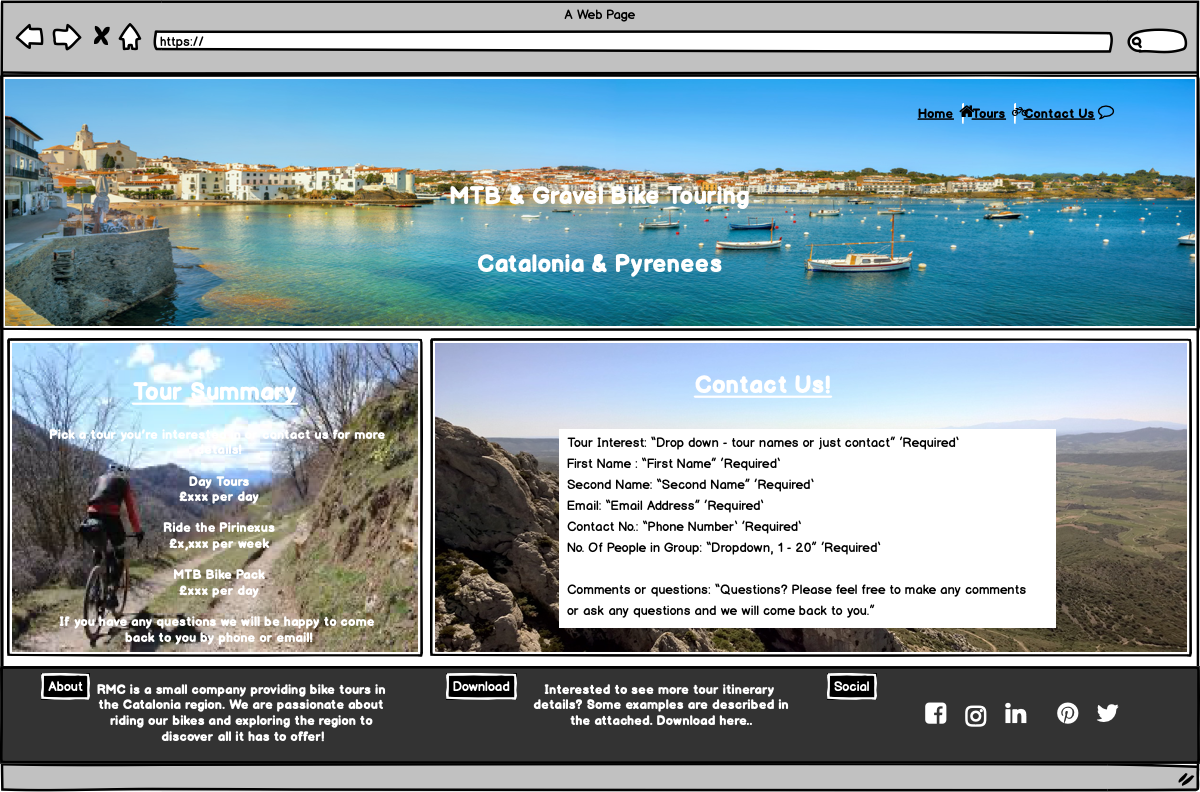 A Web Page
https://
Home Tours Contact Us
MTB & Gravel Bike Touring
Catalonia & Pyrenees
Tour Summary
Pick a tour you're interested in or contact us for more
details!
Day Tours
£xxx per day
Ride the Pirinexus
£x,xxx per week
MTB Bike Pack
£xxx per day
If you have any questions we will be happy to come
back to you by phone or email!
Contact Us!
Tour Interest: “Drop down - tour names or just contact” ‘Required‘
First Name : “First Name” ‘Required‘
Second Name: “Second Name” ‘Required‘
Email: “Email Address” ‘Required‘
Contact No.: “Phone Number‘ ‘Required‘
No. Of People in Group: “Dropdown, 1 - 20” ‘Required‘
Comments or questions: “Questions? Please feel free to make any comments
or ask any questions and we will come back to you.”
About
RMC is a small company providing bike tours in
the Catalonia region. We are passionate about
riding our bikes and exploring the region to
discover all it has to offer!
Download
Interested to see more tour itinerary
details? Some examples are described in
the attached. Download here..
Social